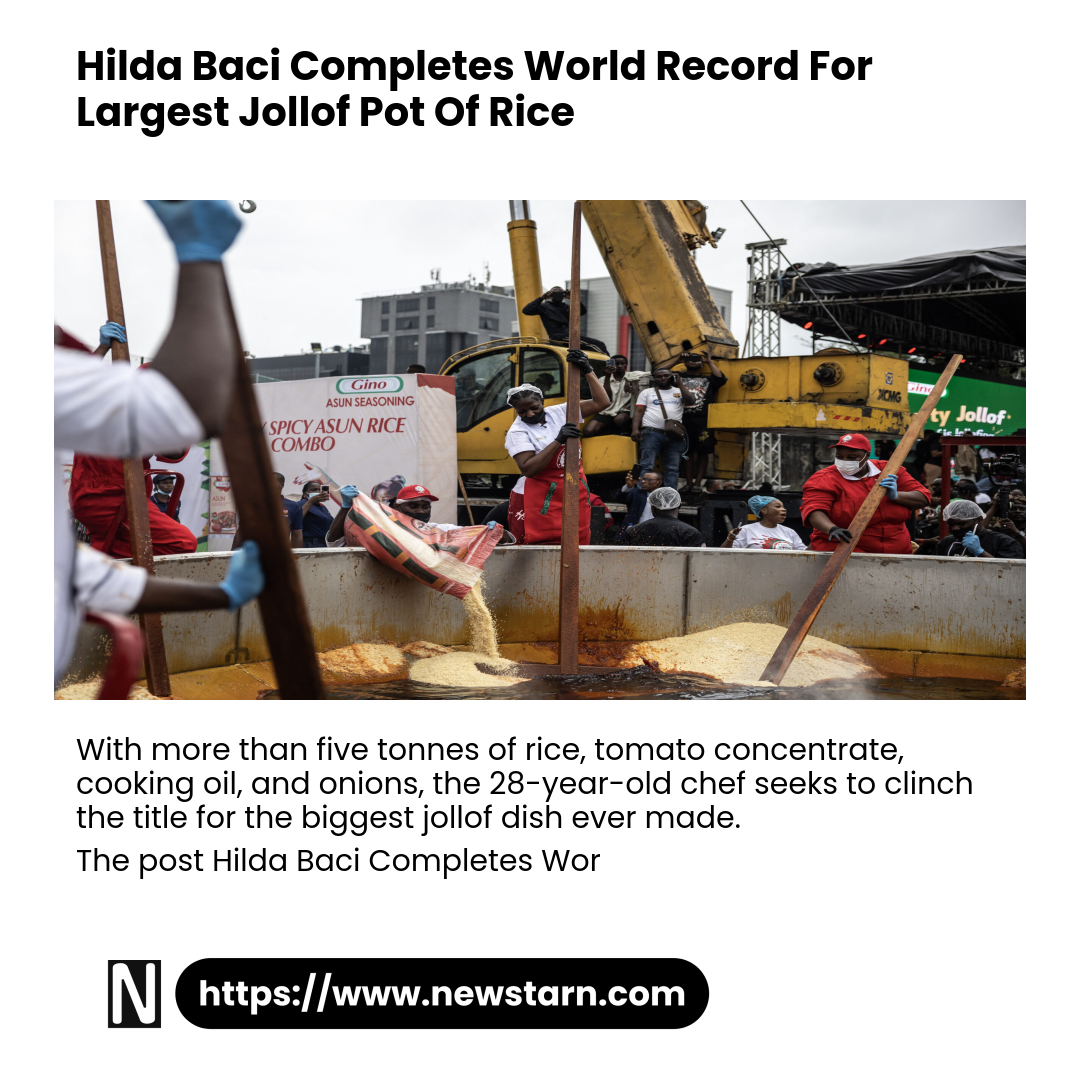 Hilda Baci Completes World Record For
Largest Jollof Pot Of Rice
Gino
ASUN SEASONING
SPICY ASUN RICE
COMBO
XCMG
Gino
ty Jollof
With more than five tonnes of rice, tomato concentrate,
cooking oil, and onions, the 28-year-old chef seeks to clinch
the title for the biggest jollof dish ever made.
The post Hilda Baci Completes Wor
N
https://www.newstarn.com